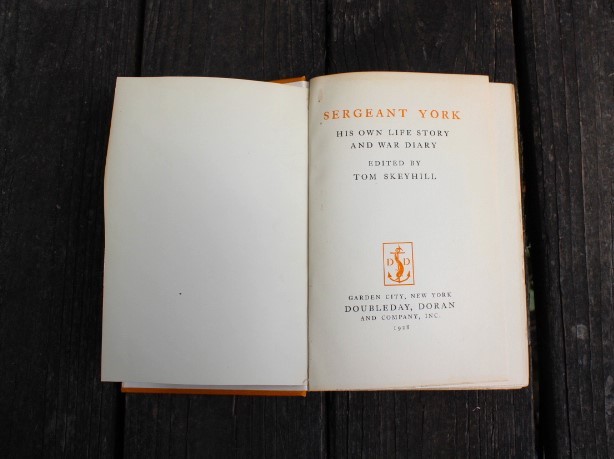 SERGEANT YORK
HIS OWN LIFE STORY
AND WAR DIARY
EDITED BY
TOM SKEYHILL
D D
GARDEN CITY, NEW YORK
DOUBLEDAY, DORAN
AND COMPANY, INC.
1928